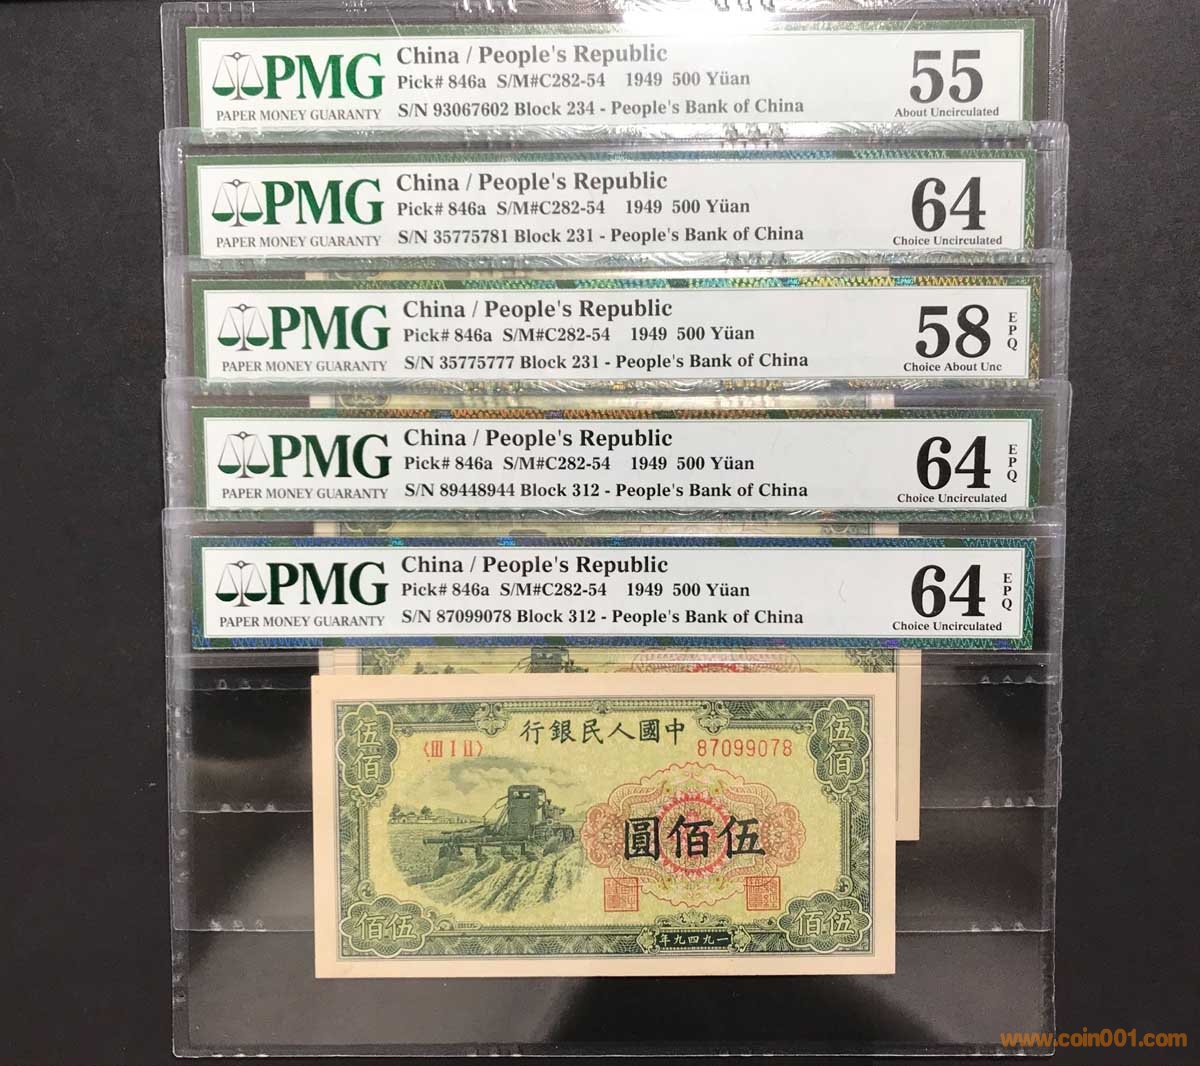 PMG
PAPER MONEY GUARANTY
China / People's Republic
Pick# 846a S/M#C282-54 1949 500 Yüan
S/N 93067602 Block 234 - People's Bank of China
55
About Uncirculated
PMG
PAPER MONEY GUARANTY
China / People's Republic
Pick# 846a S/M#C282-54 1949 500 Yüan
S/N 35775781 Block 231 - People's Bank of China
64
Choice Uncirculated
PMG
PAPER MONEY GUARANTY
China / People's Republic
Pick# 846a S/M#C282-54 1949 500 Yüan
S/N 35775777 Block 231 - People's Bank of China
58
EPQ
Choice About Unc
PMG
PAPER MONEY GUARANTY
China / People's Republic
Pick# 846a S/M#C282-54 1949 500 Yüan
S/N 89448944 Block 312 - People's Bank of China
64
EPQ
Choice Uncirculated
PMG
PAPER MONEY GUARANTY
China / People's Republic
Pick# 846a S/M#C282-54 1949 500 Yüan
S/N 87099078 Block 312 - People's Bank of China
64
EPQ
Choice Uncirculated
行銀民人國中
伍佰
伍佰
〈III I II〉
87099078
圓佰伍
佰伍
佰伍
年九四九一
www.coin001.com